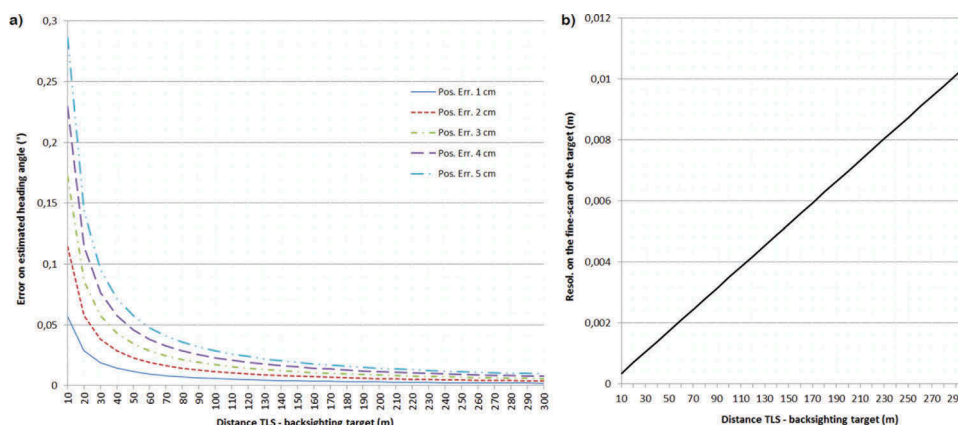 a)
Error on estimated heading angle (°)
0,3
0,25
0,2
0,15
0,1
0,05
0
Pos. Err. 1 cm
Pos. Err. 2 cm
Pos. Err. 3 cm
Pos. Err. 4 cm
Pos. Err. 5 cm
10 20 30 40 50 60 70 80 90 100 110 120 130 140 150 160 170 180 190 200 210 220 230 240 250 260 270 280 290 300
Distance TLS - backsighting target (m)
b)
Resol. on the fine-scan of the target (m)
0,012
0,01
0,008
0,006
0,004
0,002
0
10 30 50 70 90 110 130 150 170 190 210 230 250 270 290
Distance TLS - backsighting target (m)